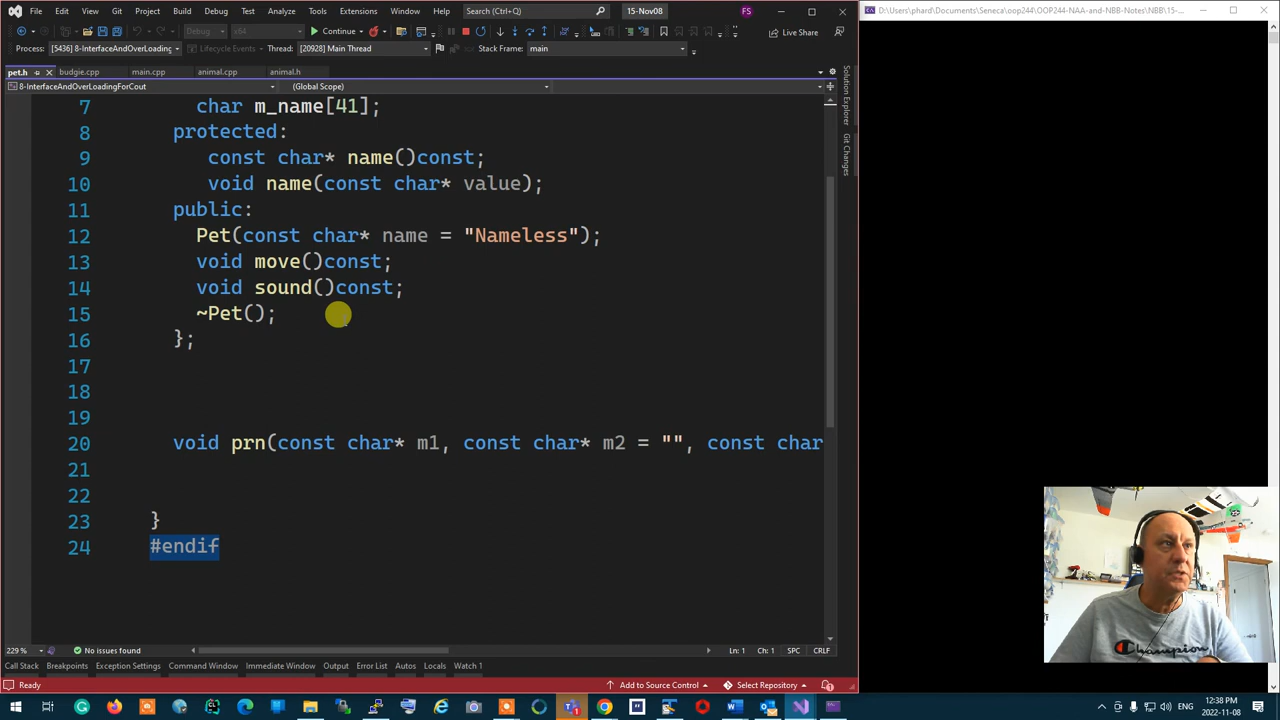 File Edit View Git Project Build Debug Test Analyze Tools Extensions Window Help Search (Ctrl+Q) 15-Nov08 FS
D:\Users\phard\Documents\Seneca\oop244\OOP244-NAA-and-NBB-Notes\NBB\15-...
Debug x64 Continue Live Share
Process: [5436] 8-InterfaceAndOverLoading Lifecycle Events Thread: [20928] Main Thread Stack Frame: main
pet.h budgie.cpp main.cpp animal.cpp animal.h
8-InterfaceAndOverLoadingForCout (Global Scope)
Solution Explorer
Git Changes
7 char m_name[41];
8 protected:
9 const char* name()const;
10 void name(const char* value);
11 public:
12 Pet(const char* name = "Nameless");
13 void move()const;
14 void sound()const;
15 ~Pet();
16 };
17
18
19
20 void prn(const char* m1, const char* m2 = "", const char
21
22
23 }
24 #endif
Champion
229 % No issues found Ln: 1 Ch: 1 SPC CRLF
Call Stack Breakpoints Exception Settings Command Window Immediate Window Output Error List Autos Locals Watch 1
Ready Add to Source Control Select Repository 1
ENG 12:38 PM
2022-11-08